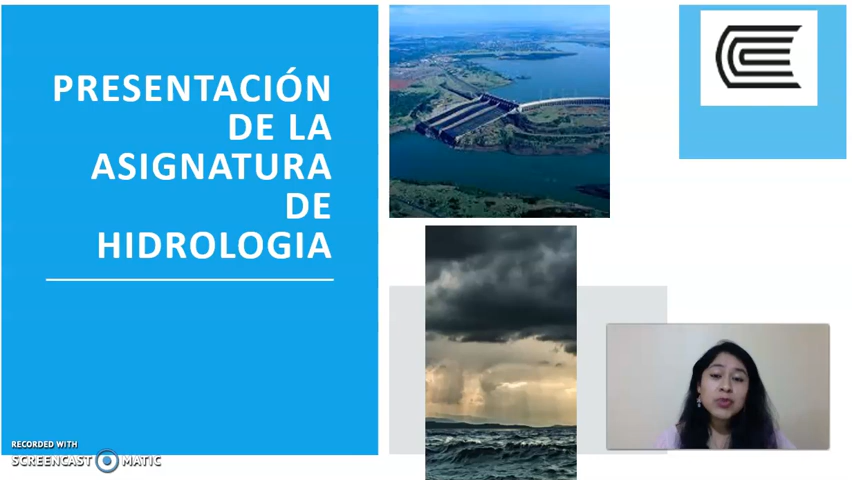 PRESENTACIÓN
DE LA
ASIGNATURA
DE
HIDROLOGIA
RECORDED WITH
SCREENCAST MATIC